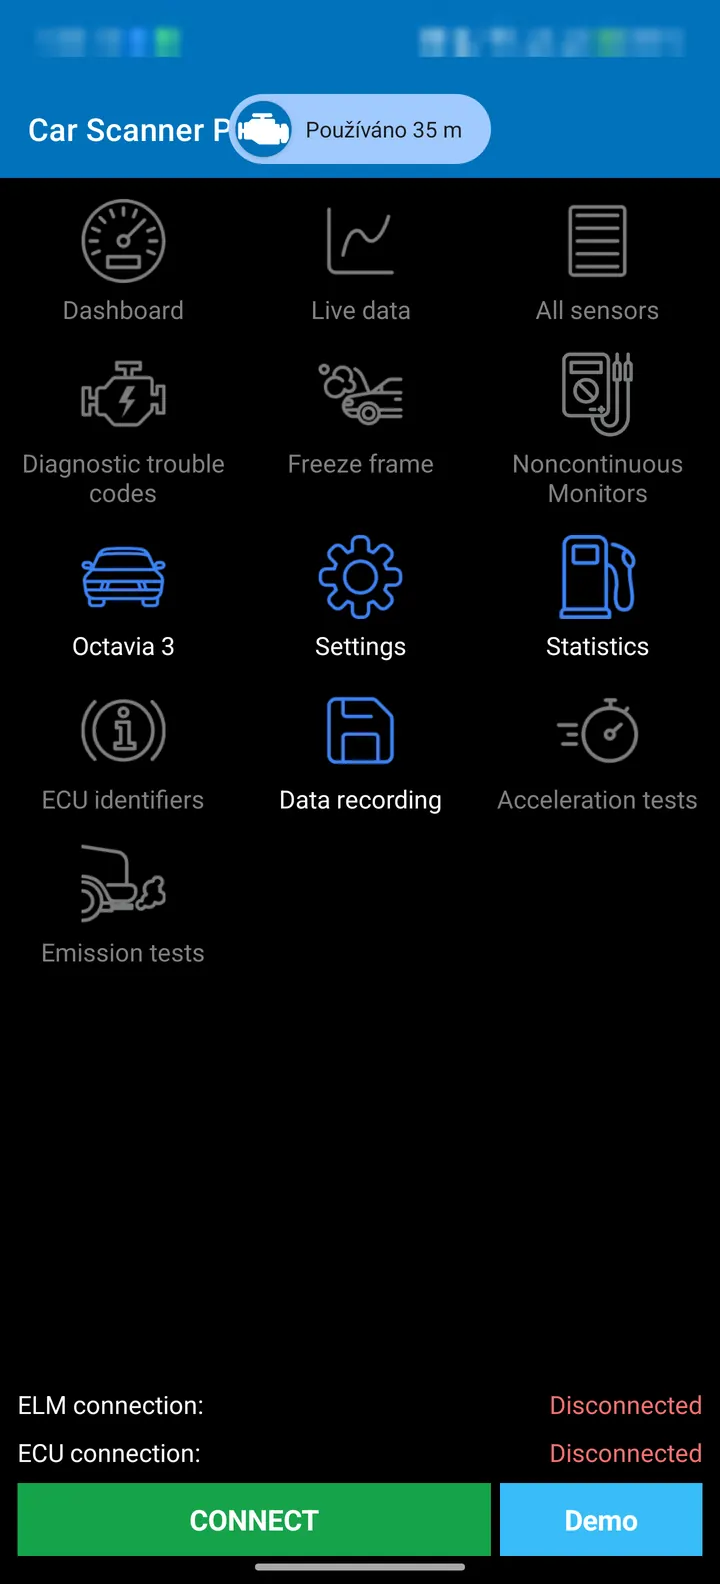 Car Scanner P
Používáno 35 m
Dashboard
Live data
All sensors
Diagnostic trouble
codes
Freeze frame
Noncontinuous
Monitors
Octavia 3
Settings
Statistics
ECU identifiers
Data recording
Acceleration tests
Emission tests
ELM connection:
Disconnected
ECU connection:
Disconnected
CONNECT
Demo